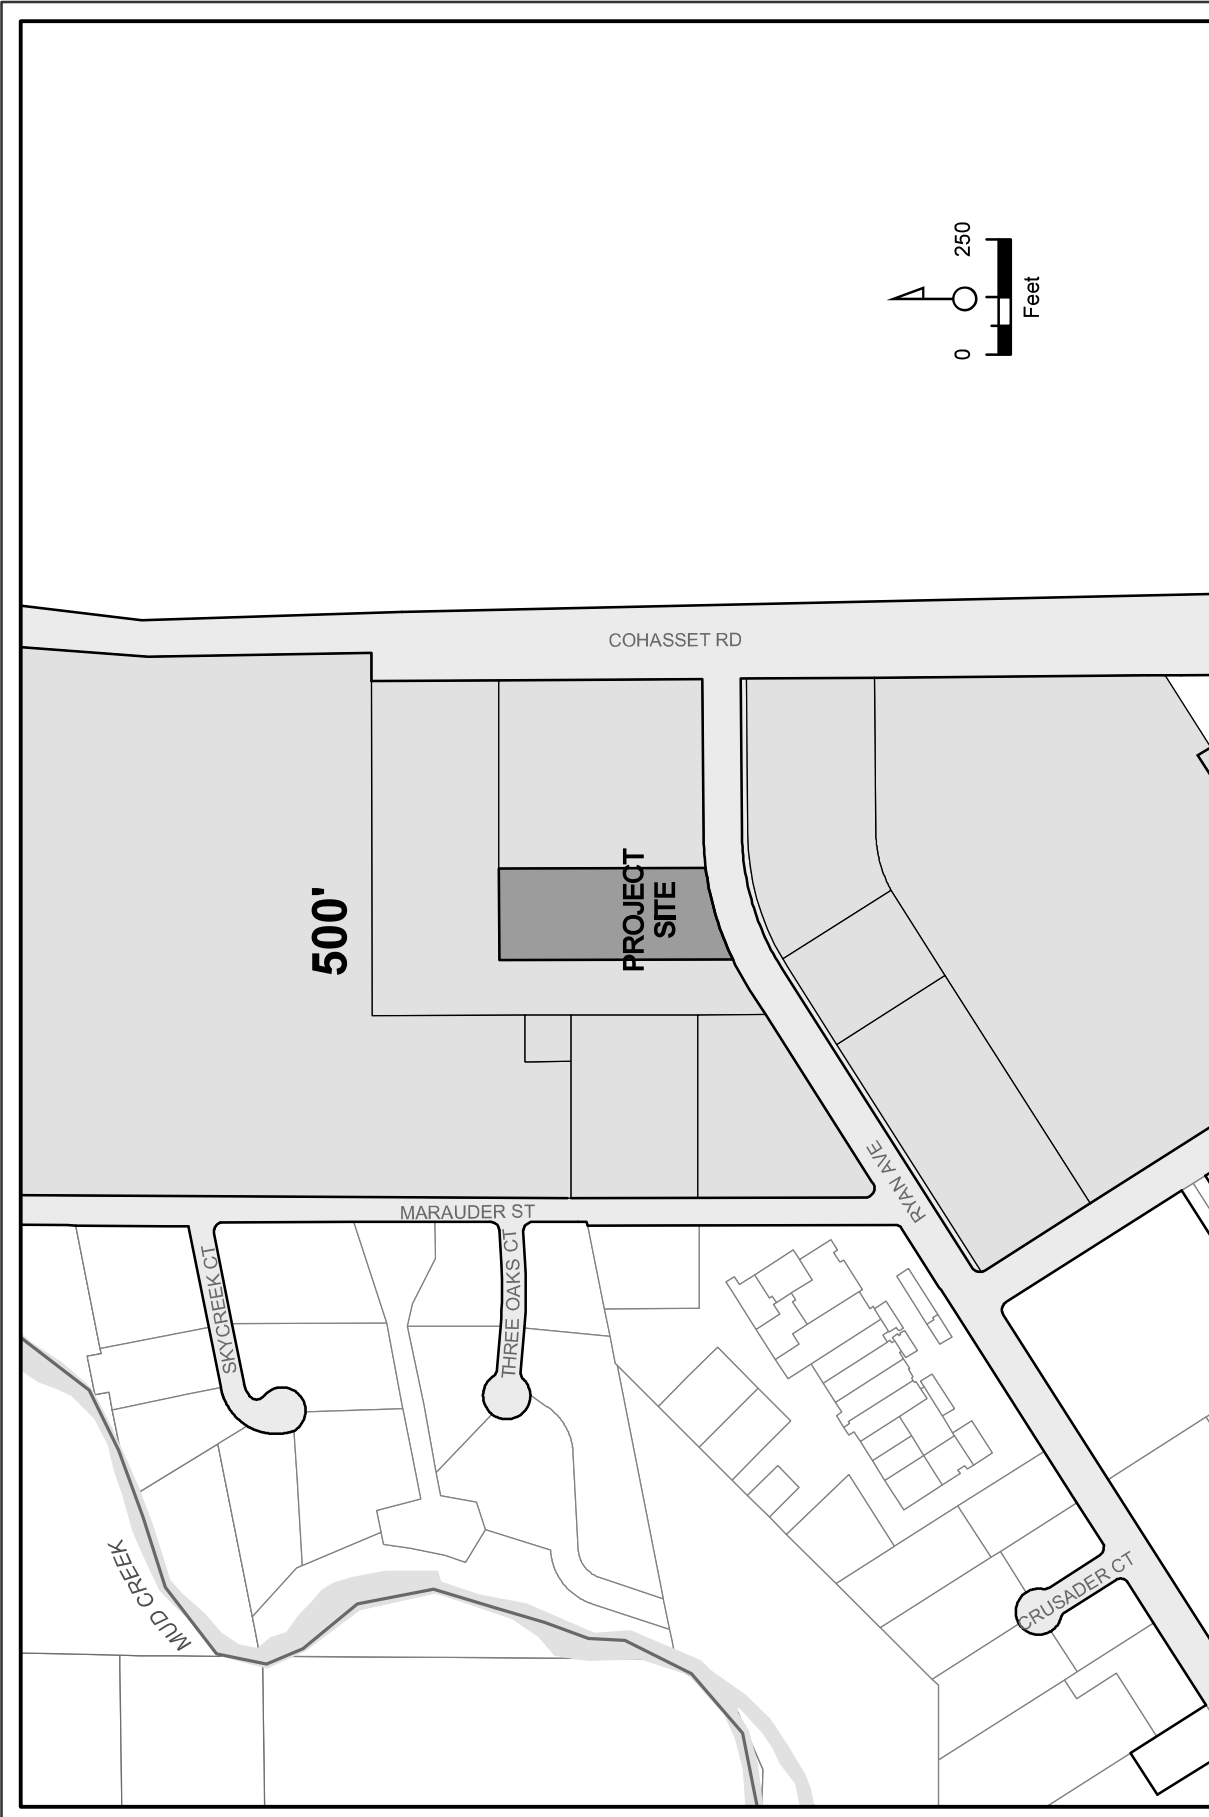 250
0
Feet
COHASSET RD
500'
PROJECT
SITE
RYAN AVE
MARAUDER ST
SKYCREEK CT
THREE OAKS CT
MUD CREEK
CRUSADER CT